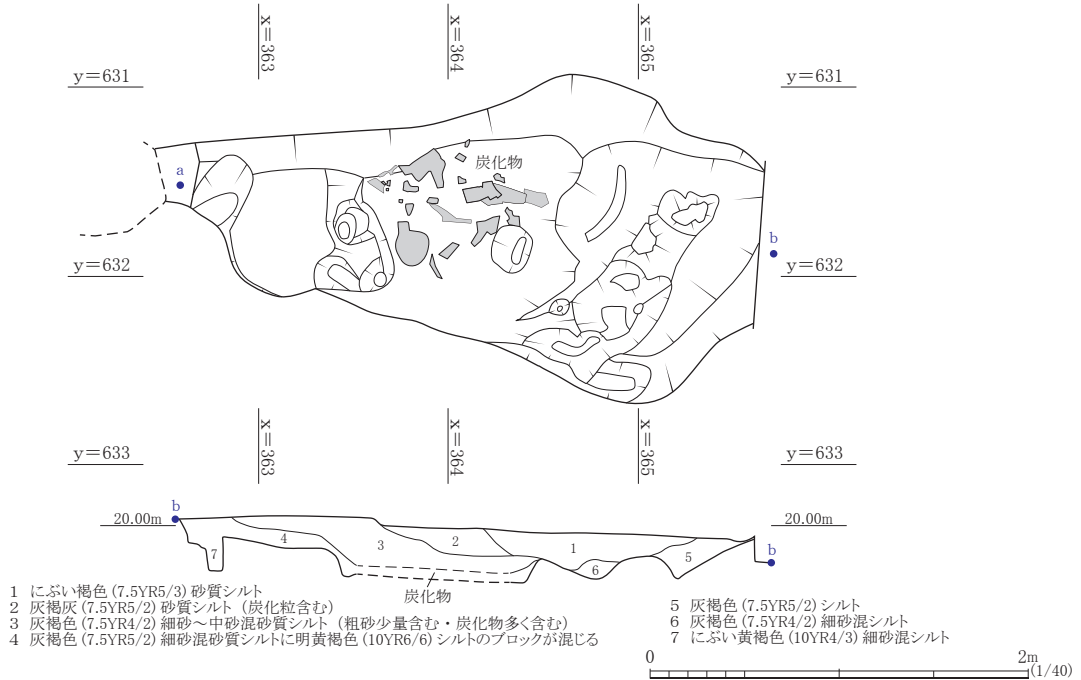 x=363
x=364
x=365
y=631
y=631
炭化物
a
b
y=632
y=632
x=363
x=364
x=365
y=633
y=633
b
20.00m
20.00m
1
2
3
4
5
6
7
b
炭化物
1 にぶい褐色(7.5YR5/3)砂質シルト
2 灰褐灰(7.5YR5/2)砂質シルト(炭化粒含む)
3 灰褐色(7.5YR4/2)細砂~中砂混砂質シルト(粗砂少量含む・炭化物多く含む)
4 灰褐色(7.5YR5/2)細砂混砂質シルトに明黄褐色(10YR6/6)シルトのブロックが混じる
5 灰褐色(7.5YR5/2)シルト
6 灰褐色(7.5YR4/2)細砂混シルト
7 にぶい黄褐色(10YR4/3)細砂混シルト
0
2m
(1/40)